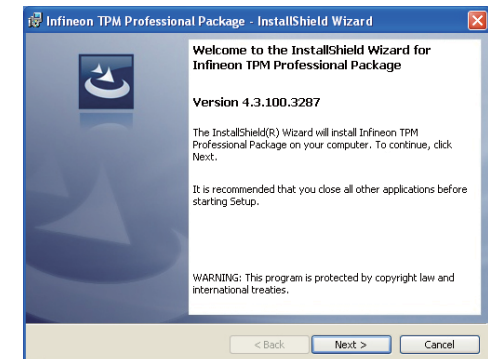 Infineon TPM Professional Package - InstallShield Wizard
Welcome to the InstallShield Wizard for
Infineon TPM Professional Package
Version 4.3.100.3287
The InstallShield(R) Wizard will install Infineon TPM
Professional Package on your computer. To continue, click
Next.
It is recommended that you close all other applications before
starting Setup.
WARNING: This program is protected by copyright law and
international treaties.
< Back Next > Cancel